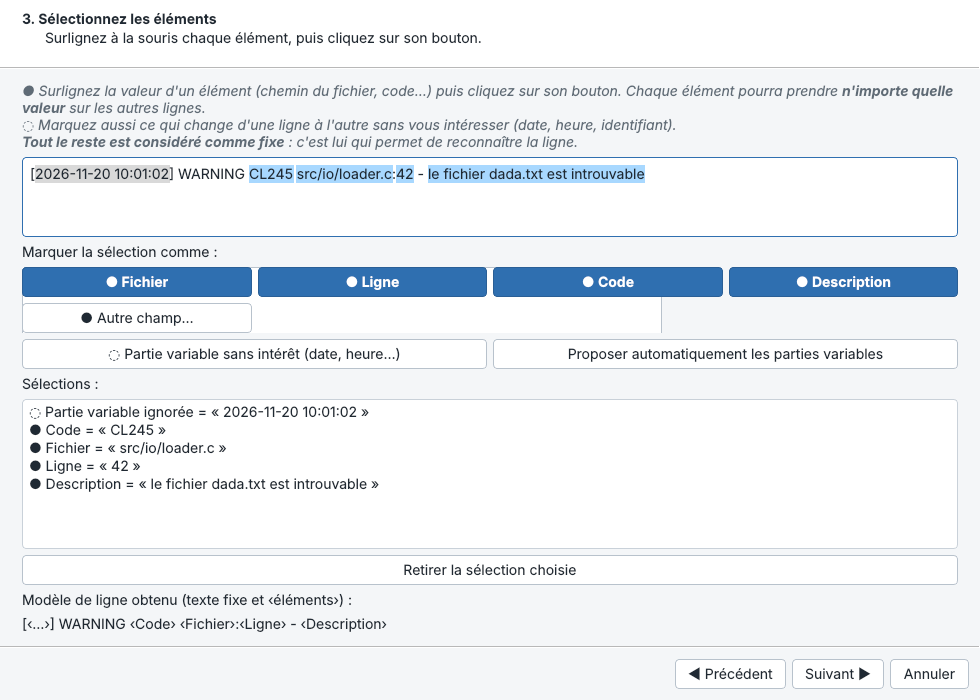 3. Sélectionnez les éléments
Surlignez à la souris chaque élément, puis cliquez sur son bouton.
● Surlignez la valeur d'un élément (chemin du fichier, code...) puis cliquez sur son bouton. Chaque élément pourra prendre n'importe quelle
valeur sur les autres lignes.
◌ Marquez aussi ce qui change d'une ligne à l'autre sans vous intéresser (date, heure, identifiant).
Tout le reste est considéré comme fixe : c'est lui qui permet de reconnaître la ligne.
[2026-11-20 10:01:02] WARNING CL245 src/io/loader.c:42 - le fichier dada.txt est introuvable
Marquer la sélection comme :
● Fichier
● Ligne
● Code
● Description
● Autre champ...
◌ Partie variable sans intérêt (date, heure...)
Proposer automatiquement les parties variables
Sélections :
◌ Partie variable ignorée = « 2026-11-20 10:01:02 »
● Code = « CL245 »
● Fichier = « src/io/loader.c »
● Ligne = « 42 »
● Description = « le fichier dada.txt est introuvable »
Retirer la sélection choisie
Modèle de ligne obtenu (texte fixe et ‹éléments›) :
[‹...›] WARNING ‹Code› ‹Fichier›:‹Ligne› - ‹Description›
◀ Précédent
Suivant ▶
Annuler